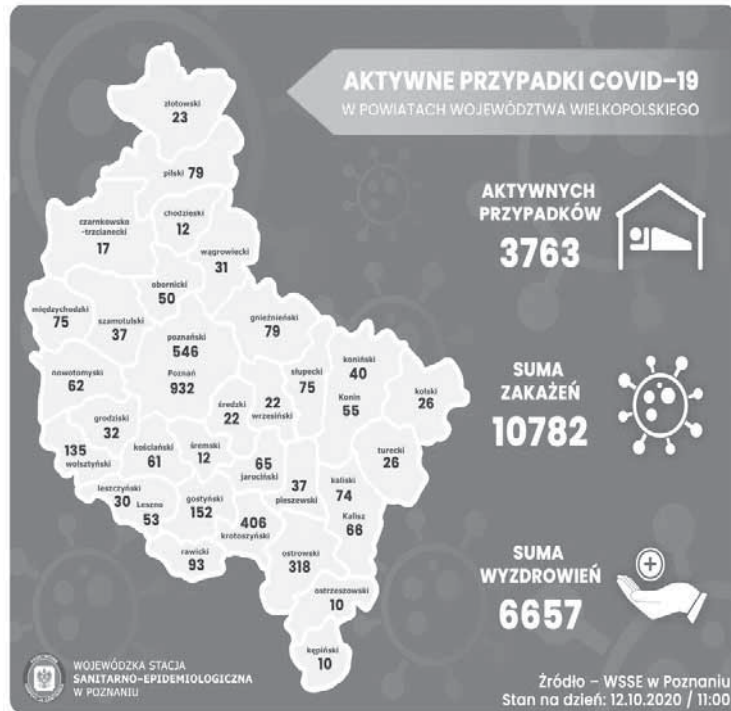 AKTYWNE PRZYPADKI COVID–19
W POWIATACH WOJEWÓDZTWA WIELKOPOLSKIEGO
złotowski
23
pilski 79
czarnkowsko
-trzcianecki
17
chodzieski
12
wągrowiecki
31
obornicki
50
międzychodzki
75
szamotulski
37
gnieźnieński
79
poznański
546
Poznań
932
nowotomyski
62
słupecki
75
koniński
40
Konin
55
kolski
26
średzki
22
22
wrzesiński
grodziski
32
135
wolsztyński
kościański
61
śremski
12
65
jarociński
37
pleszewski
turecki
26
kaliski
74
Kalisz
66
leszczyński
30
Leszno
53
gostyński
152
406
krotoszyński
rawicki
93
ostrowski
318
ostrzeszowski
10
kępiński
10
AKTYWNYCH
PRZYPADKÓW
3763
SUMA
ZAKAŻEŃ
10782
SUMA
WYZDROWIEŃ
6657
WOJEWÓDZKA STACJA
SANITARNO-EPIDEMIOLOGICZNA
W POZNANIU
Źródło – WSSE w Poznaniu
Stan na dzień: 12.10.2020 / 11:00